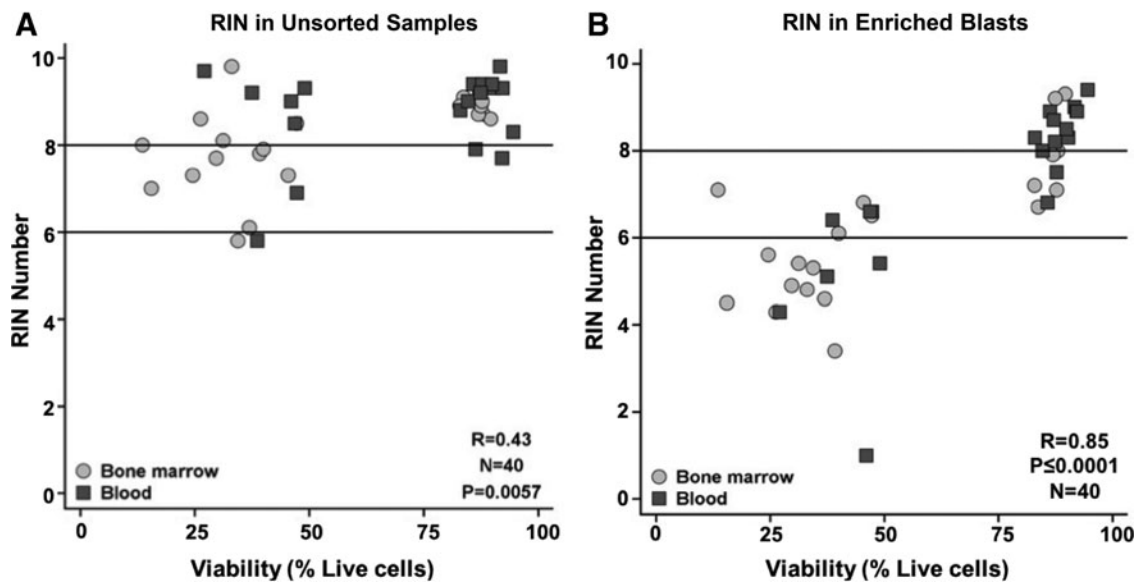 A
RIN in Unsorted Samples
RIN Number
10
8
6
4
2
0
R=0.43
N=40
P=0.0057
Bone marrow
Blood
0
25
50
75
100
Viability (% Live cells)
B
RIN in Enriched Blasts
RIN Number
10
8
6
4
2
0
R=0.85
P≤0.0001
N=40
Bone marrow
Blood
0
25
50
75
100
Viability (% Live cells)